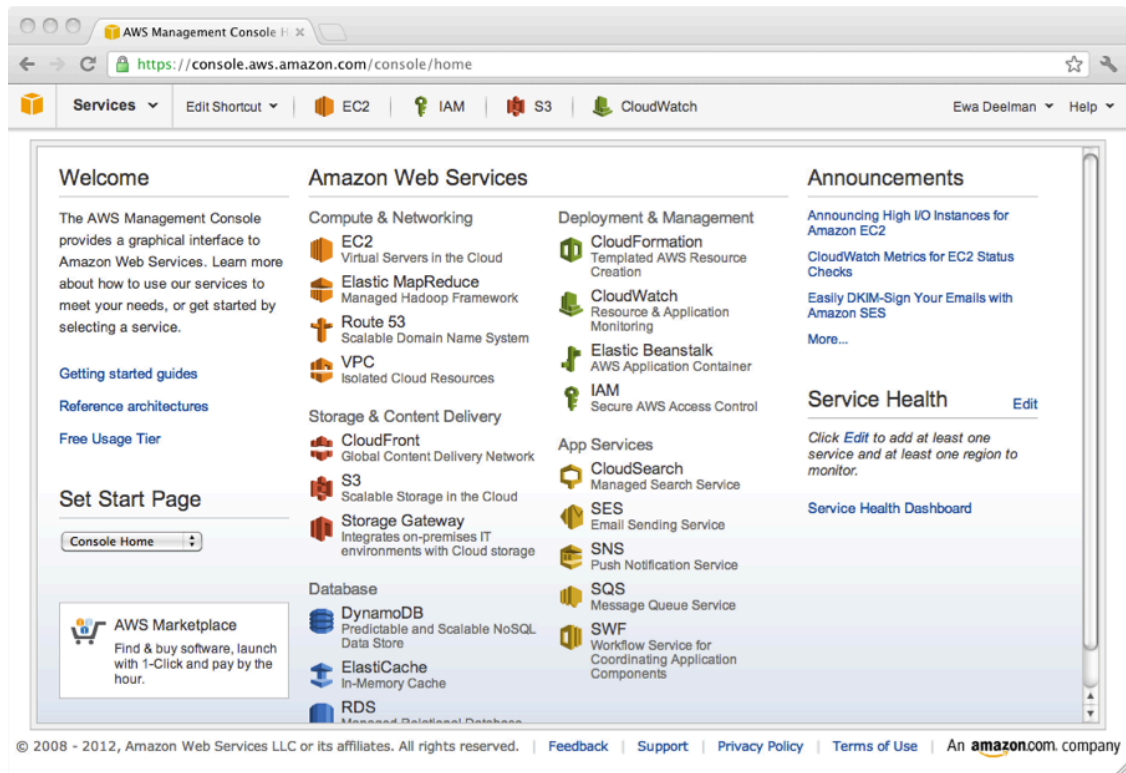 AWS Management Console H
https://console.aws.amazon.com/console/home
Services
Edit Shortcut
EC2
IAM
S3
CloudWatch
Ewa Deelman
Help
Welcome
The AWS Management Console
provides a graphical interface to
Amazon Web Services. Learn more
about how to use our services to
meet your needs, or get started by
selecting a service.
Getting started guides
Reference architectures
Free Usage Tier
Set Start Page
Console Home
AWS Marketplace
Find & buy software, launch
with 1-Click and pay by the
hour.
Amazon Web Services
Compute & Networking
EC2
Virtual Servers in the Cloud
Elastic MapReduce
Managed Hadoop Framework
Route 53
Scalable Domain Name System
VPC
Isolated Cloud Resources
Storage & Content Delivery
CloudFront
Global Content Delivery Network
S3
Scalable Storage in the Cloud
Storage Gateway
Integrates on-premises IT
environments with Cloud storage
Database
DynamoDB
Predictable and Scalable NoSQL
Data Store
ElastiCache
In-Memory Cache
RDS
Managed Relational Database
Deployment & Management
CloudFormation
Templated AWS Resource
Creation
CloudWatch
Resource & Application
Monitoring
Elastic Beanstalk
AWS Application Container
IAM
Secure AWS Access Control
App Services
CloudSearch
Managed Search Service
SES
Email Sending Service
SNS
Push Notification Service
SQS
Message Queue Service
SWF
Workflow Service for
Coordinating Application
Components
Announcements
Announcing High I/O Instances for
Amazon EC2
CloudWatch Metrics for EC2 Status
Checks
Easily DKIM-Sign Your Emails with
Amazon SES
More...
Service Health
Edit
Click Edit to add at least one
service and at least one region to
monitor.
Service Health Dashboard
© 2008 - 2012, Amazon Web Services LLC or its affiliates. All rights reserved. | Feedback | Support | Privacy Policy | Terms of Use | An amazon.com. company